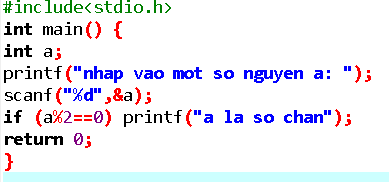 #include<stdio.h>
int main() {
int a;
printf("nhap vao mot so nguyen a: ");
scanf("%d",&a);
if (a%2==0) printf("a la so chan");
return 0;
}